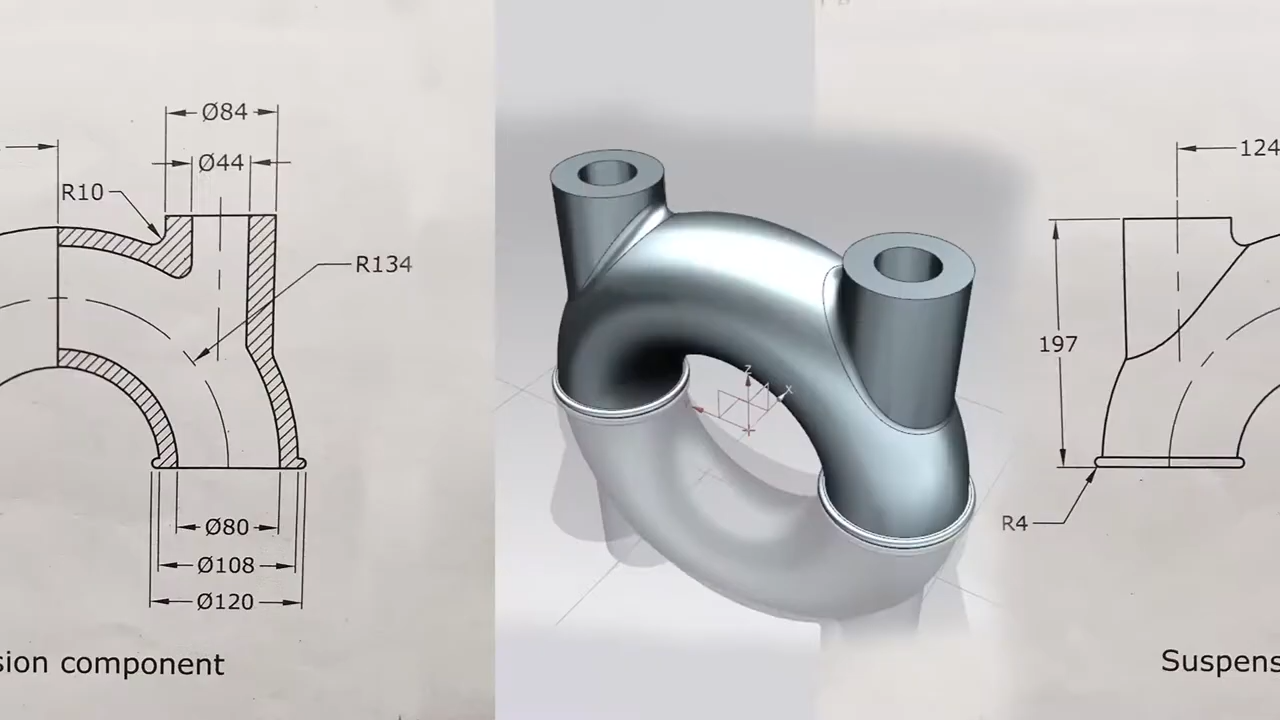 Ø84
Ø44
R10
R134
Ø80
Ø108
Ø120
sion component
z
x
124
197
R4
Suspens